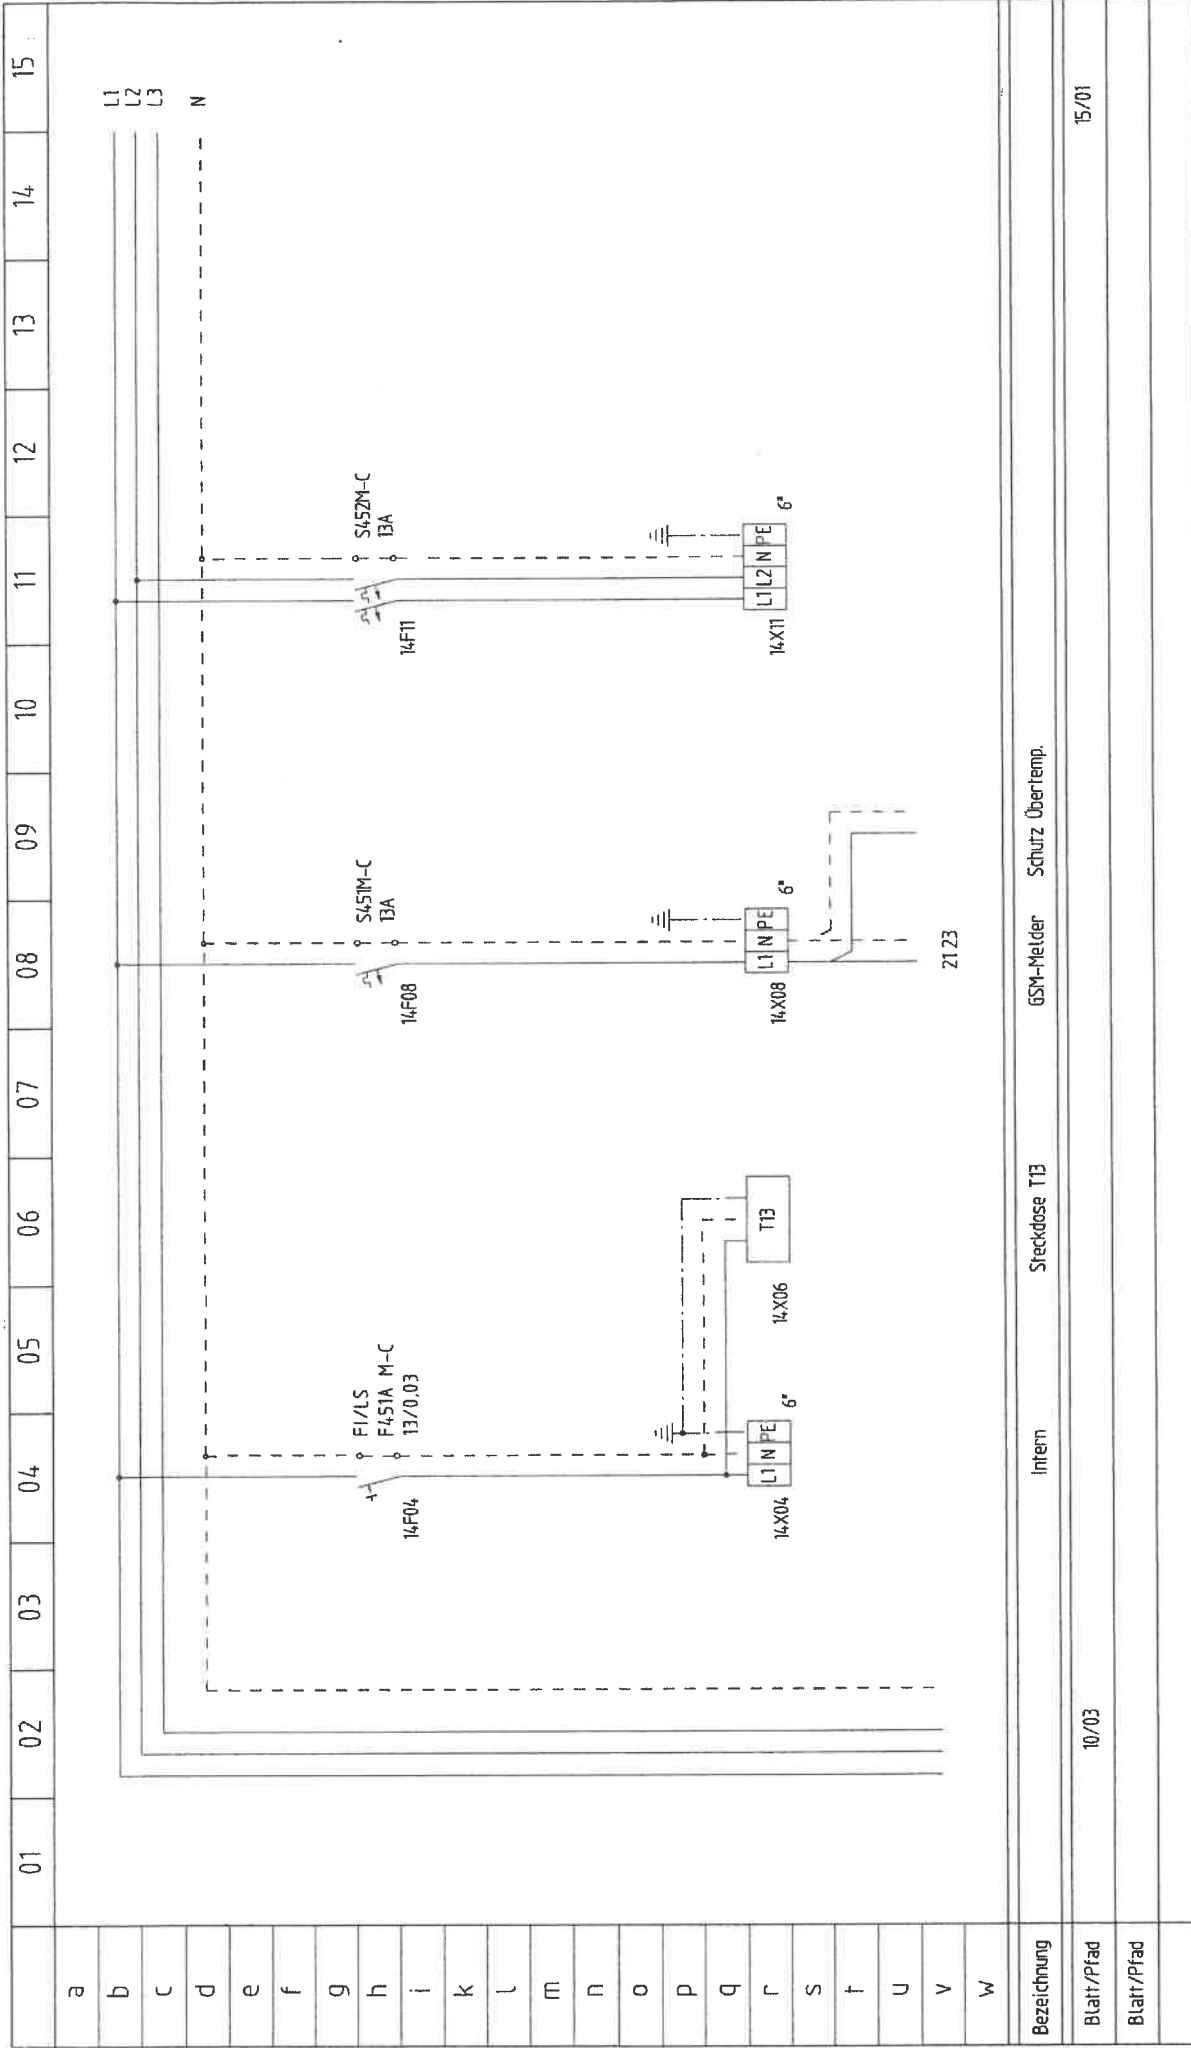 01 02 03 04 05 06 07 08 09 10 11 12 13 14 15
a
b
c
d
e
f
g
h
i
k
l
m
n
o
p
q
r
s
t
u
v
w
L1
L2
L3
N
FI/LS
F451A M-C
13/0,03
14F04
S451M-C
13A
14F08
S452M-C
13A
14F11
L1 N PE
6²
14X04
T13
14X06
L1 N PE
6²
14X08
L1 L2 N PE
6²
14X11
21 23
Bezeichnung Intern Steckdose T13 GSM-Melder Schutz Übertemp.
Blatt/Pfad 10/03 15/01
Blatt/Pfad